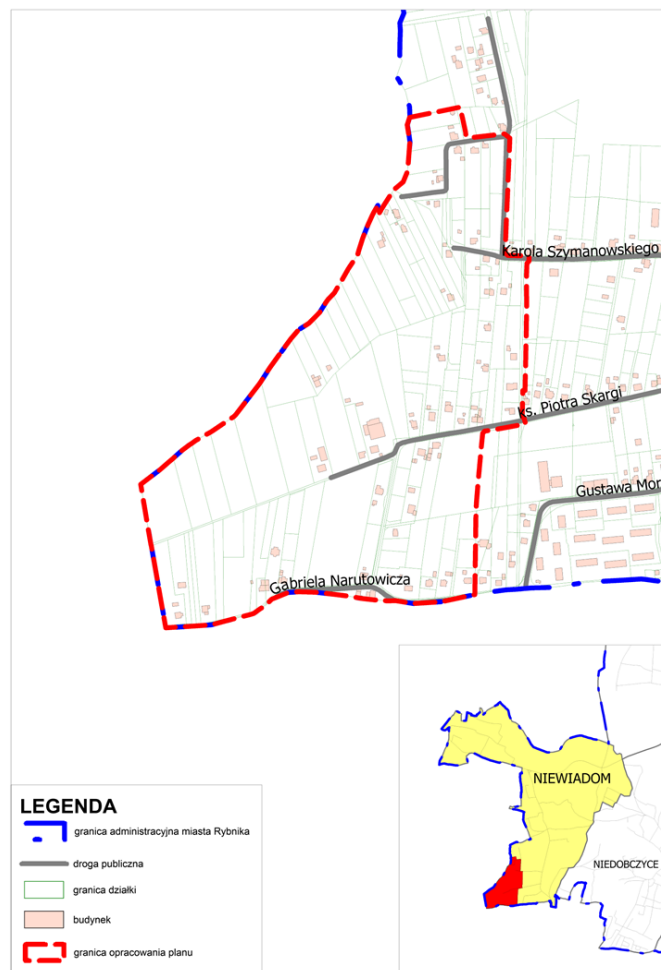 Karola Szymanowskiego
ks. Piotra Skargi
Gustawa Mor
Gabriela Narutowicza
NIEWIADOM
NIEDOBCZYCE
LEGENDA
granica administracyjna miasta Rybnika
droga publiczna
granica działki
budynek
granica opracowania planu